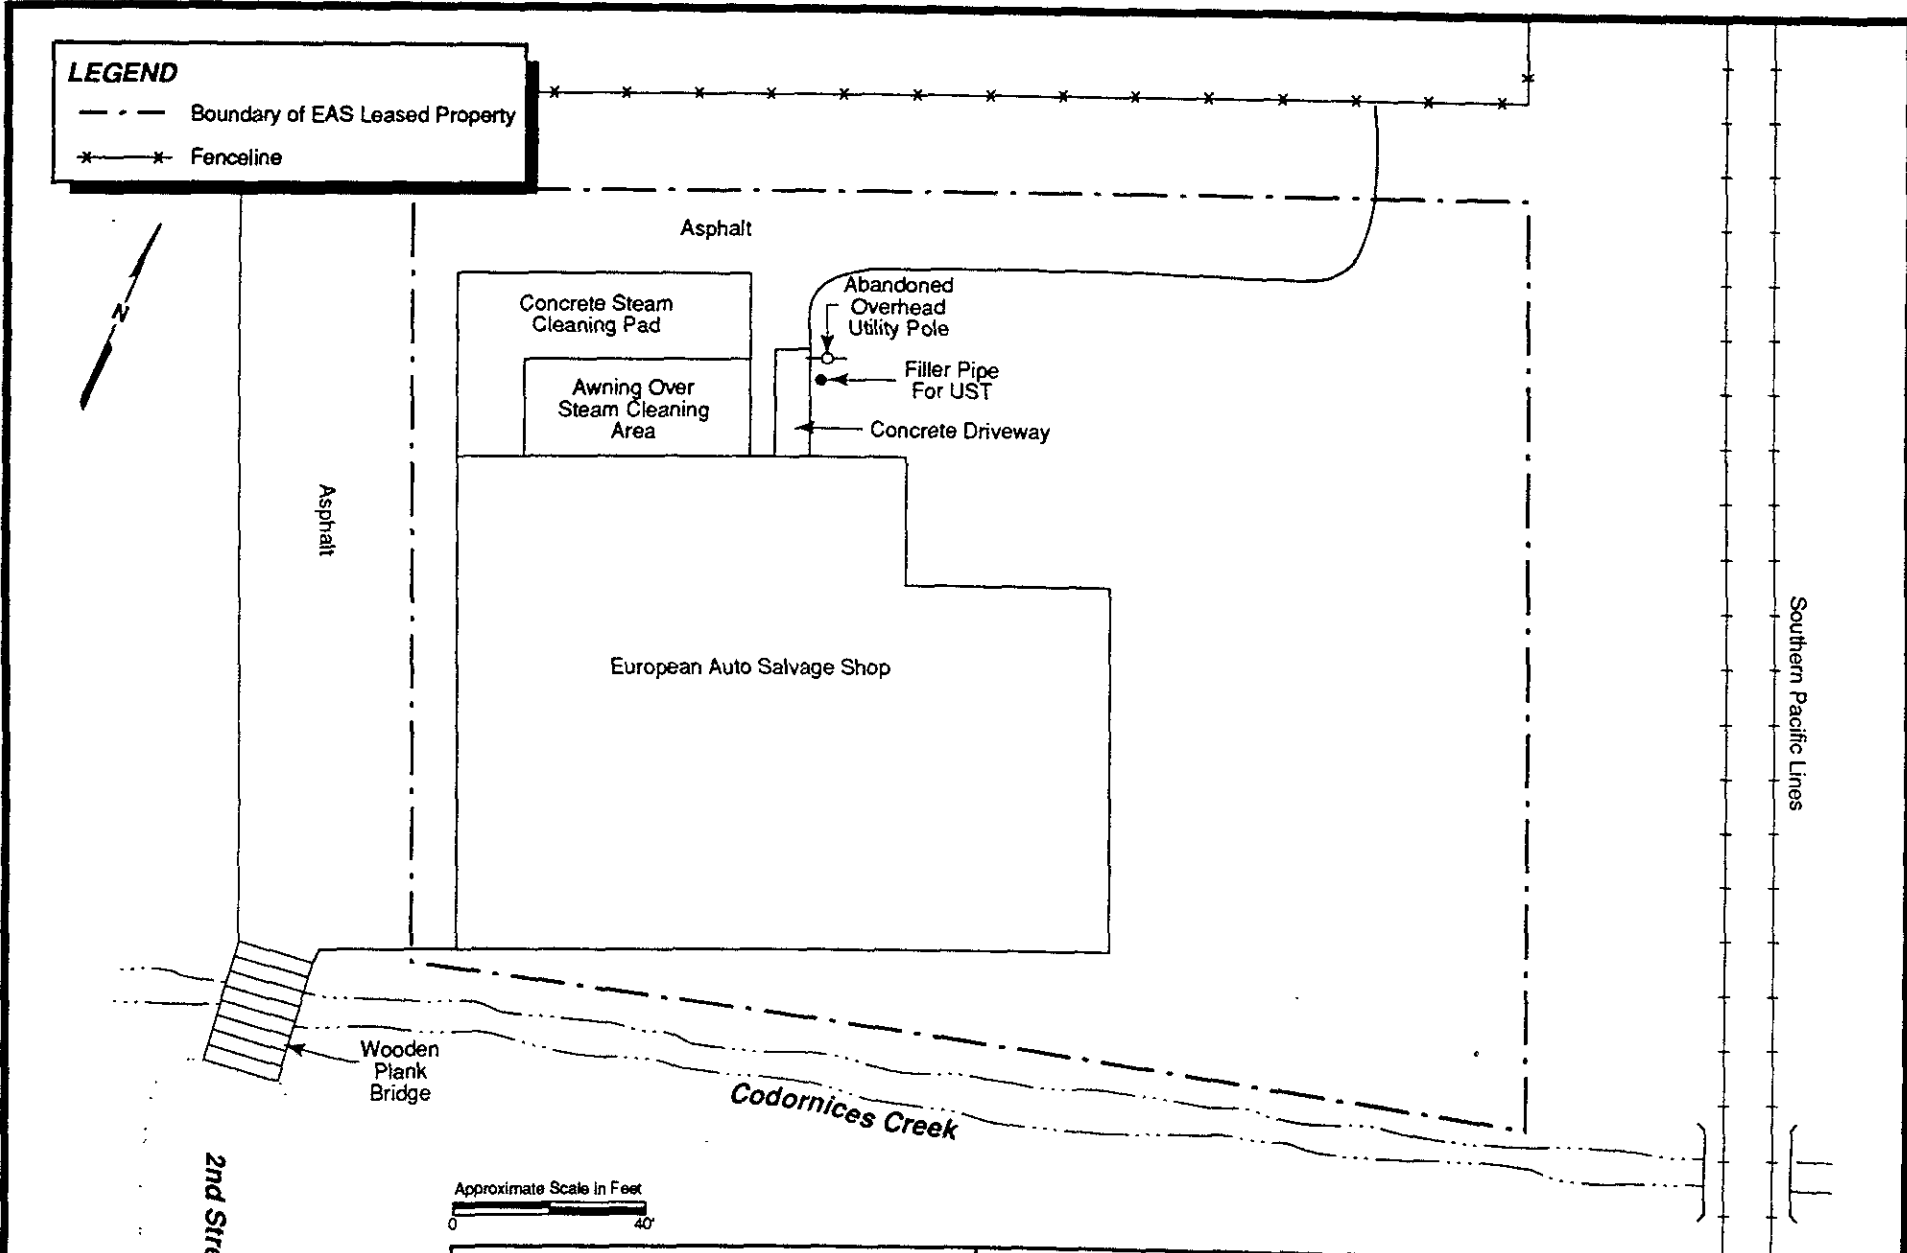 LEGEND
Boundary of EAS Leased Property
Fenceline
N
Asphalt
Concrete Steam
Cleaning Pad
Awning Over
Steam Cleaning
Area
Abandoned
Overhead
Utility Pole
Filler Pipe
For UST
Concrete Driveway
Asphalt
European Auto Salvage Shop
Southern Pacific Lines
Wooden
Plank
Bridge
Codornices Creek
2nd Stre
Approximate Scale in Feet
0 40'